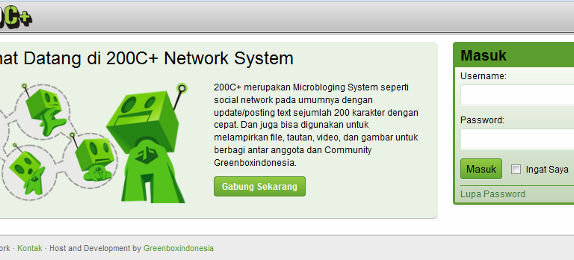 0C+
nat Datang di 200C+ Network System
200C+ merupakan Microbloging System seperti
social network pada umumnya dengan
update/posting text sejumlah 200 karakter dengan
cepat. Dan juga bisa digunakan untuk
melampirkan file, tautan, video, dan gambar untuk
berbagi antar anggota dan Community
Greenboxindonesia.
Gabung Sekarang
Masuk
Username:
Password:
Masuk Ingat Saya
Lupa Password
ork · Kontak · Host and Development by Greenboxindonesia